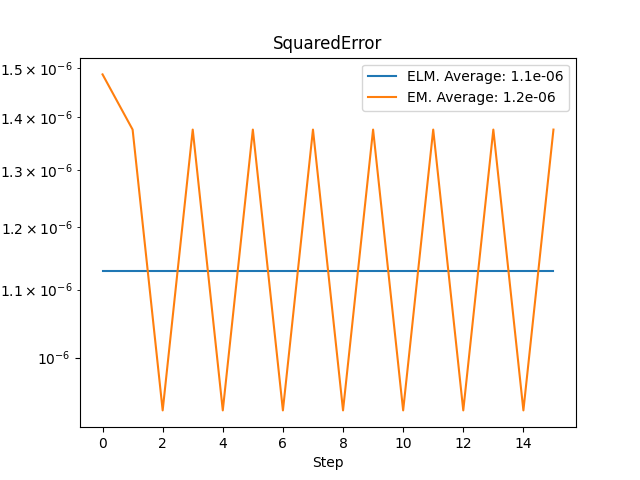 SquaredError
ELM. Average: 1.1e-06
EM. Average: 1.2e-06
1.5 × 10⁻⁶
1.4 × 10⁻⁶
1.3 × 10⁻⁶
1.2 × 10⁻⁶
1.1 × 10⁻⁶
10⁻⁶
0 2 4 6 8 10 12 14
Step